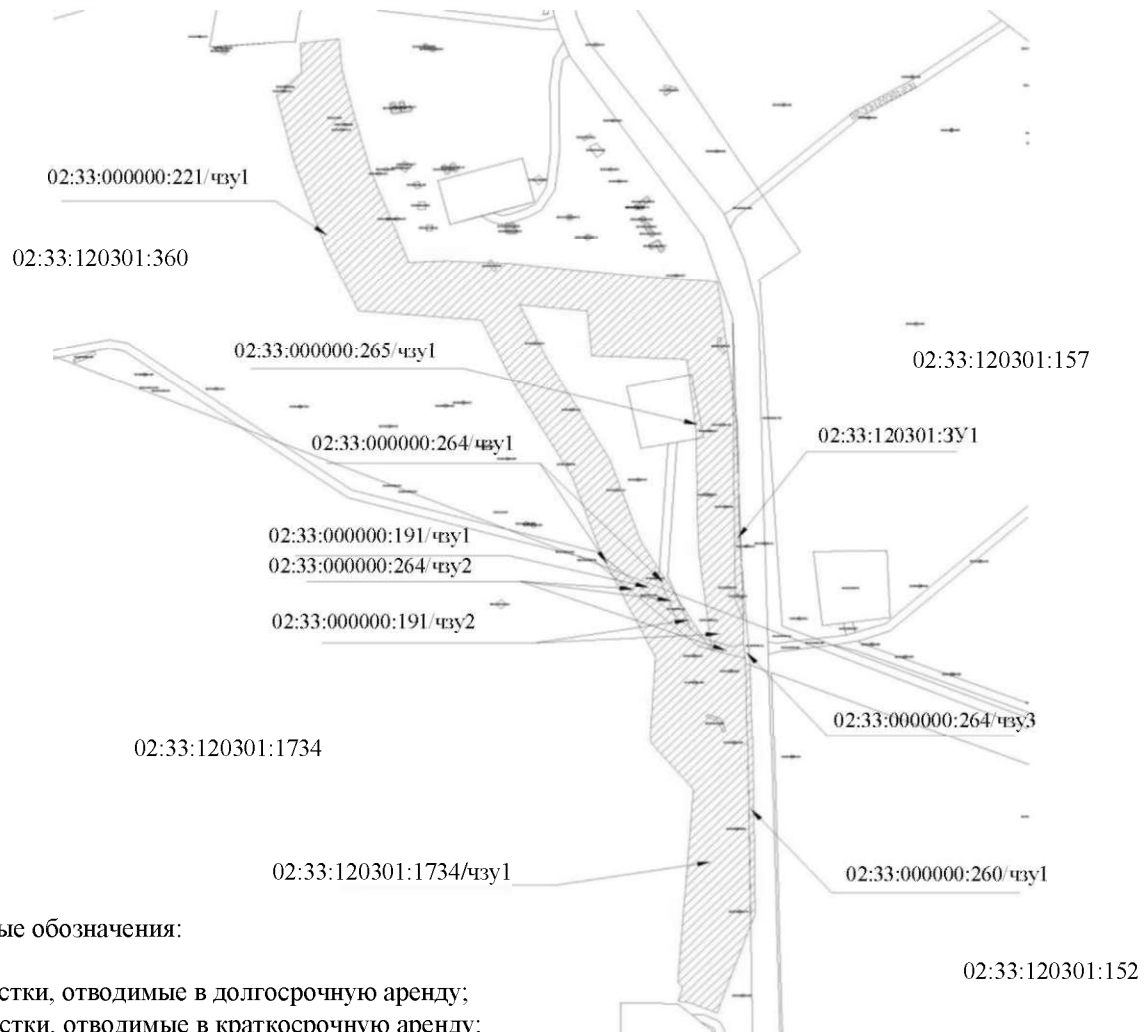 02:33:000000:221/чзу1
02:33:120301:360
02:33:000000:265/чзу1
02:33:120301:157
02:33:120301:ЗУ1
02:33:000000:264/чзу1
02:33:000000:191/чзу1
02:33:000000:264/чзу2
02:33:000000:191/чзу2
02:33:000000:264/чзу3
02:33:120301:1734
02:33:120301:1734/чзу1
02:33:000000:260/чзу1
ые обозначения:
02:33:120301:152
стки, отводимые в долгосрочную аренду;
стки, отводимые в краткосрочную аренду;